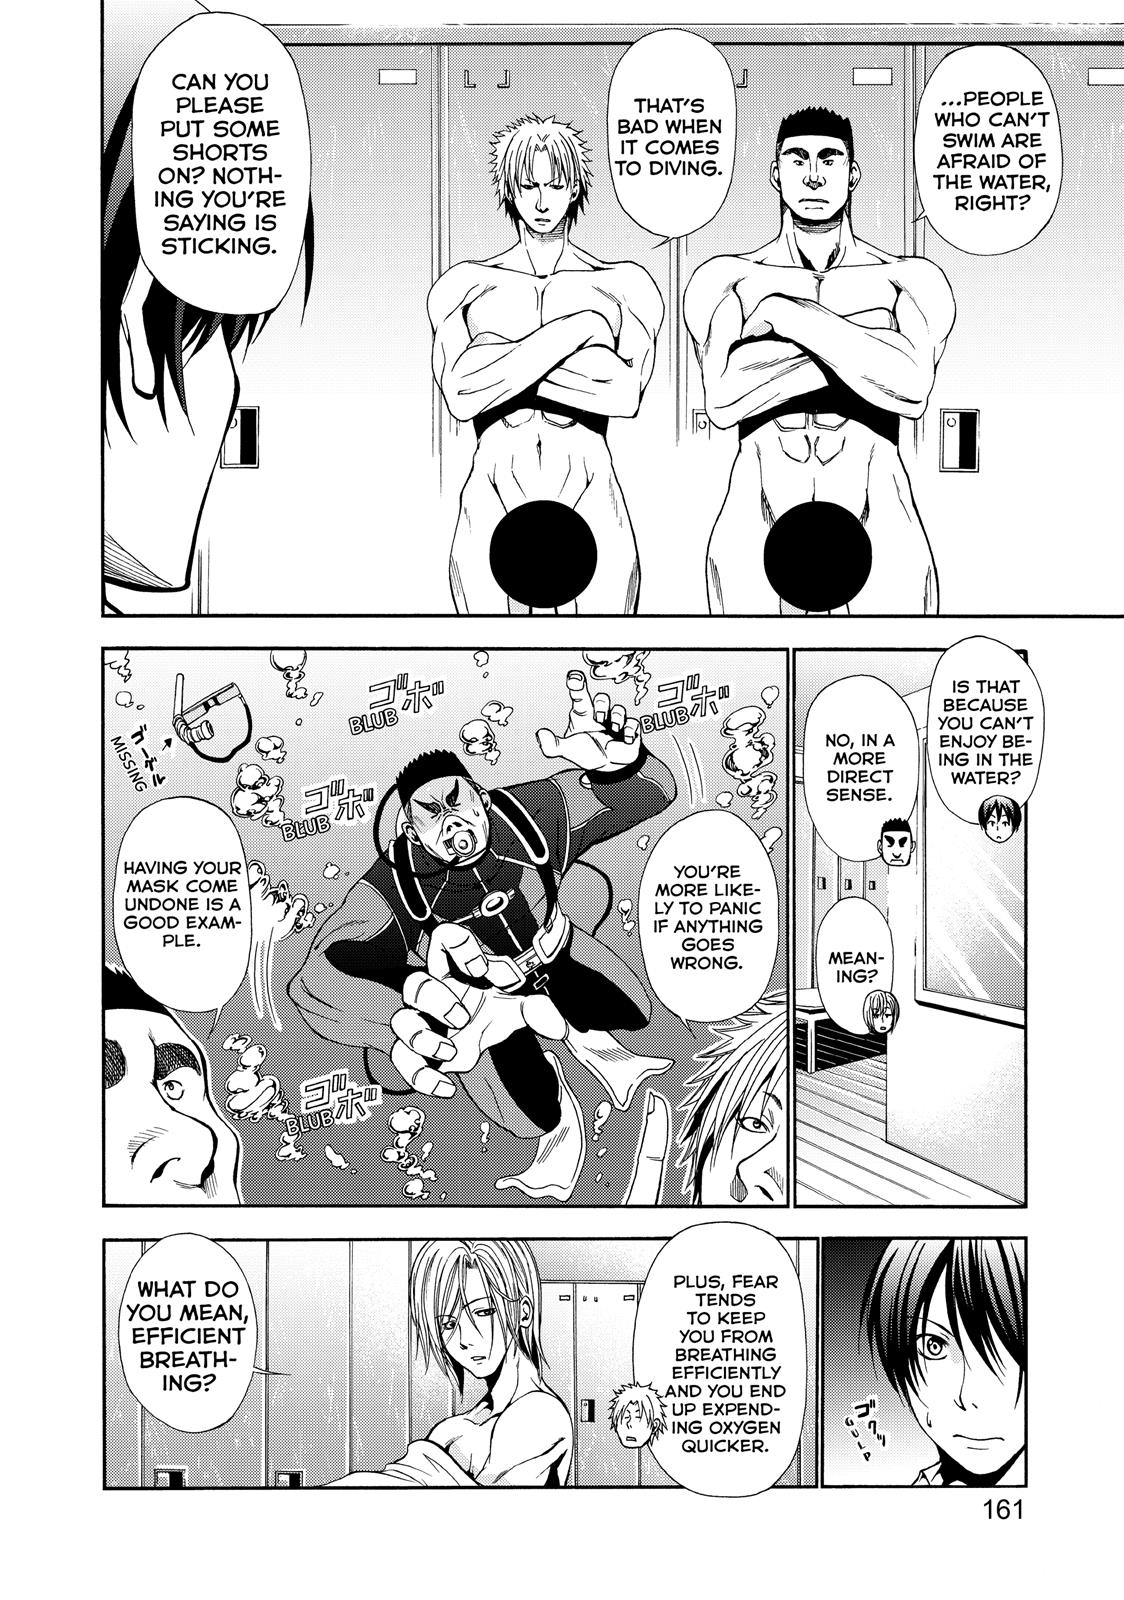 ...PEOPLE
WHO CAN'T
SWIM ARE
AFRAID OF
THE WATER,
RIGHT?
THAT'S
BAD WHEN
IT COMES
TO DIVING.
CAN YOU
PLEASE
PUT SOME
SHORTS
ON? NOTH-
ING YOU'RE
SAYING IS
STICKING.
IS THAT
BECAUSE
YOU CAN'T
ENJOY BE-
ING IN THE
WATER?
NO, IN A
MORE
DIRECT
SENSE.
MEAN-
ING?
YOU'RE
MORE LIKE-
LY TO PANIC
IF ANYTHING
GOES
WRONG.
ゴボ
BLUB
ゴボ
BLUB
ゴボ
BLUB
ゴボ
BLUB
ゴーグル
MISSING
HAVING YOUR
MASK COME
UNDONE IS A
GOOD EXAM-
PLE.
ゴクッ
GULP
PLUS, FEAR
TENDS
TO KEEP
YOU FROM
BREATHING
EFFICIENTLY
AND YOU END
UP EXPEND-
ING OXYGEN
QUICKER.
WHAT DO
YOU MEAN,
EFFICIENT
BREATH-
ING?
161